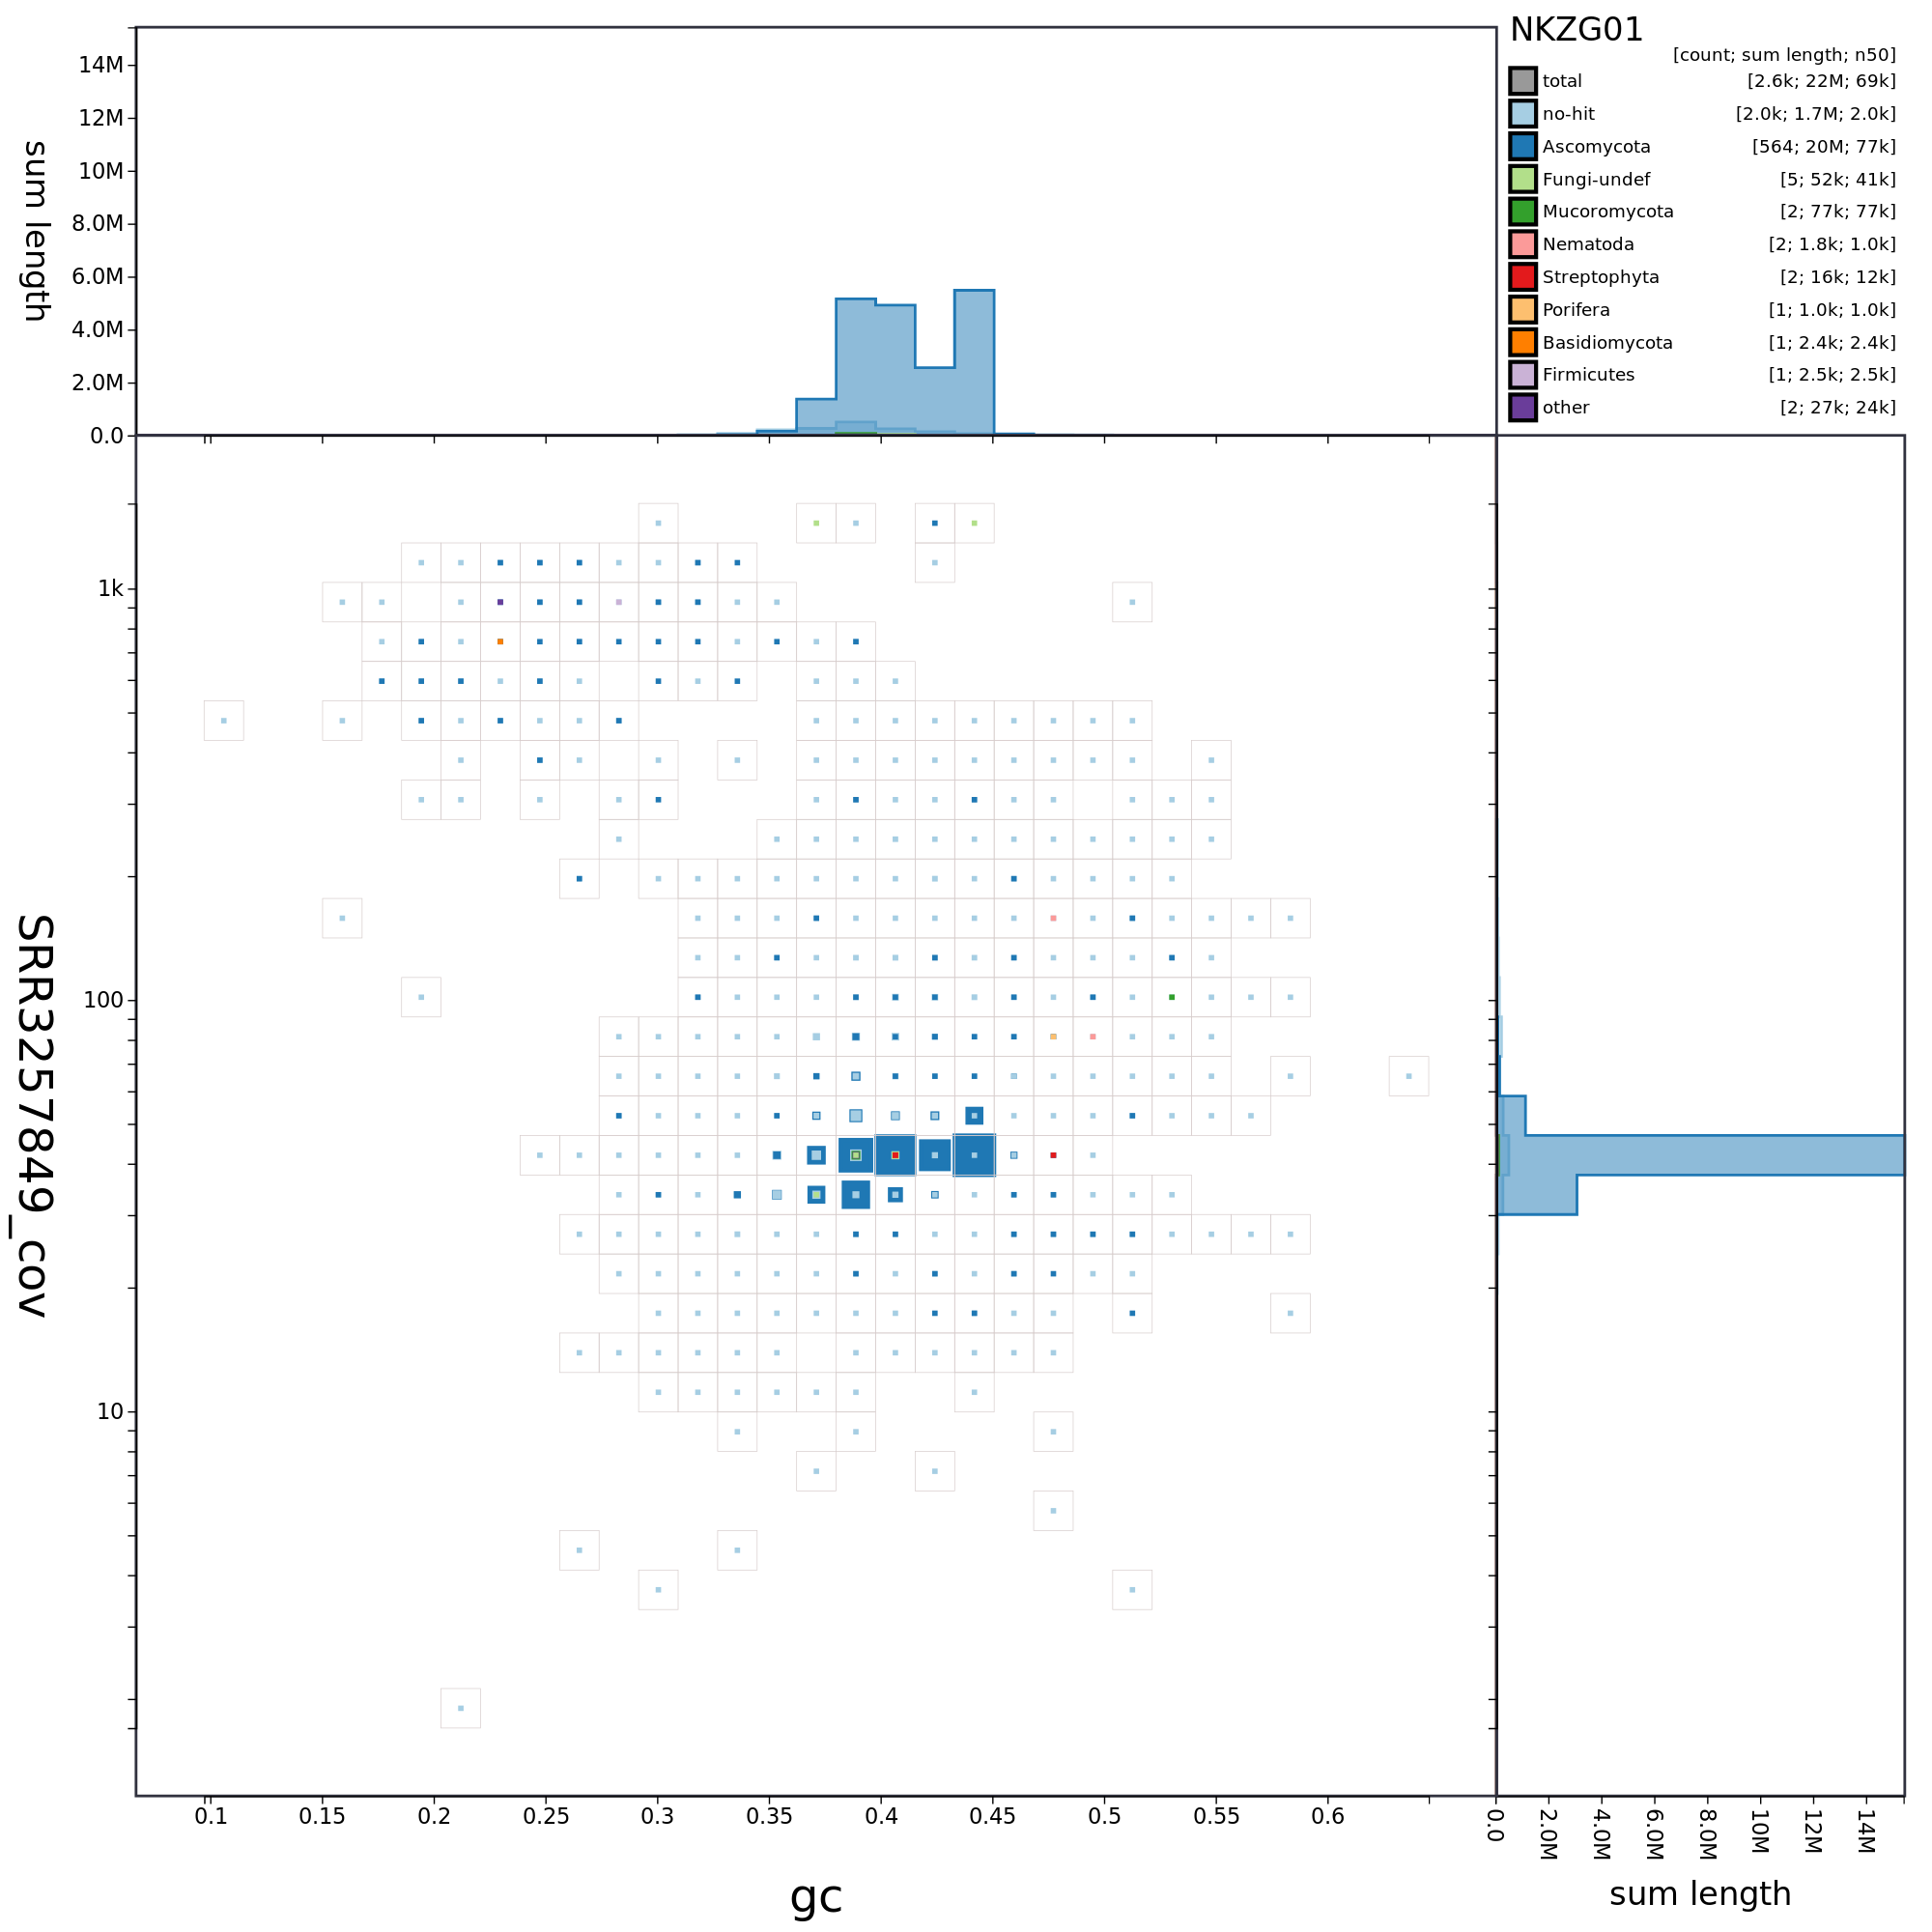 NKZG01
[count; sum length; n50]
total [2.6k; 22M; 69k]
no-hit [2.0k; 1.7M; 2.0k]
Ascomycota [564; 20M; 77k]
Fungi-undef [5; 52k; 41k]
Mucoromycota [2; 77k; 77k]
Nematoda [2; 1.8k; 1.0k]
Streptophyta [2; 16k; 12k]
Porifera [1; 1.0k; 1.0k]
Basidiomycota [1; 2.4k; 2.4k]
Firmicutes [1; 2.5k; 2.5k]
other [2; 27k; 24k]
sum length
14M
12M
10M
8.0M
6.0M
4.0M
2.0M
0.0
SRR3257849_cov
1k
100
10
0.1 0.15 0.2 0.25 0.3 0.35 0.4 0.45 0.5 0.55 0.6
gc
0.0 2.0M 4.0M 6.0M 8.0M 10M 12M 14M
sum length